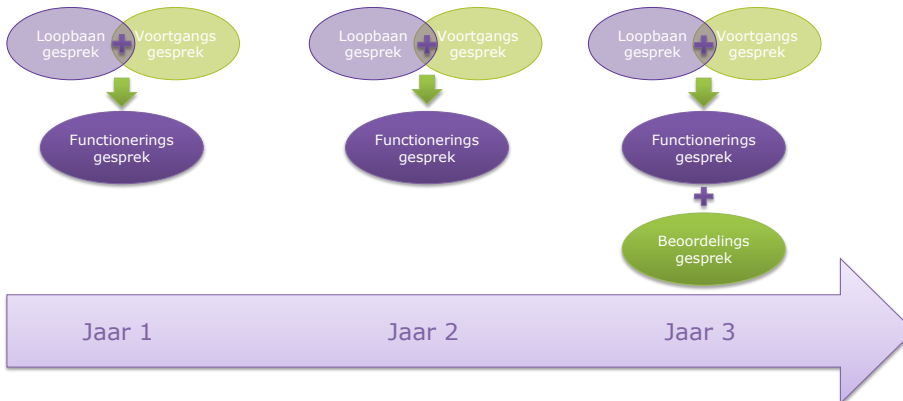 Loopbaan
gesprek
Voortgangs
gesprek
Functionerings
gesprek
Loopbaan
gesprek
Voortgangs
gesprek
Functionerings
gesprek
Loopbaan
gesprek
Voortgangs
gesprek
Functionerings
gesprek
Beoordelings
gesprek
Jaar 1
Jaar 2
Jaar 3